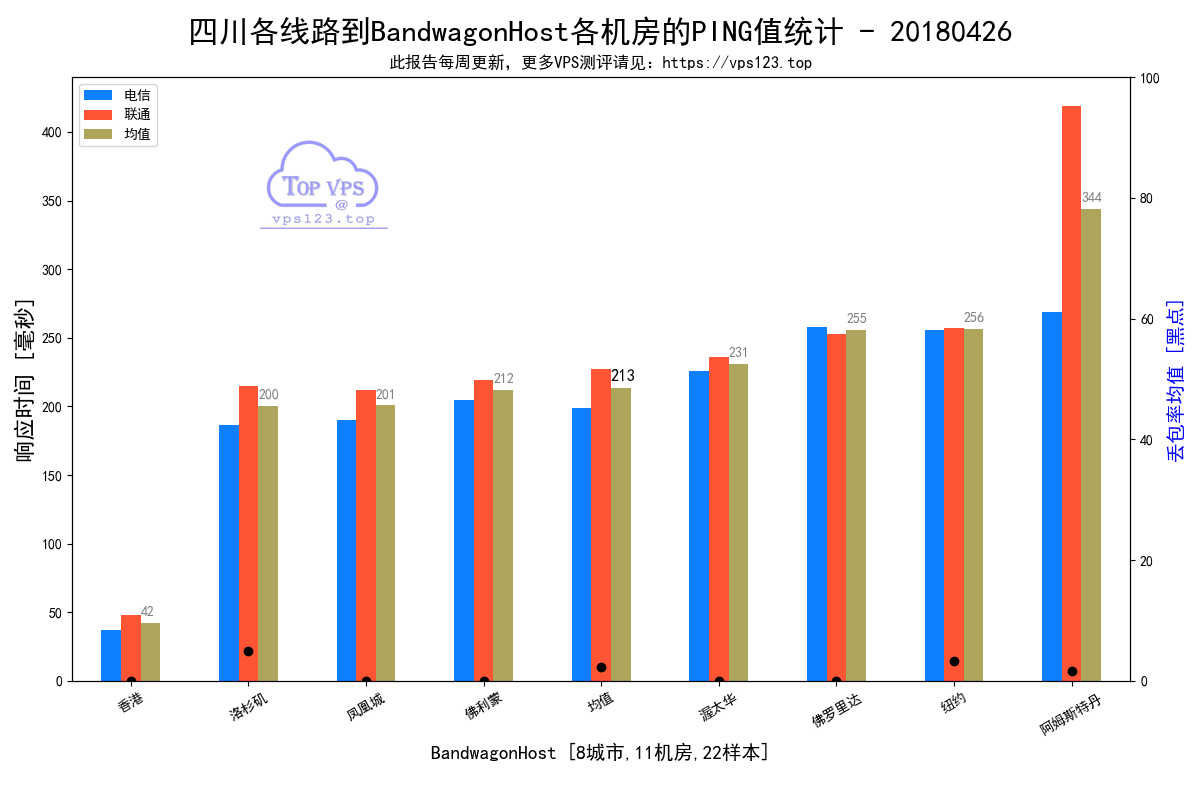 四川各线路到BandwagonHost各机房的PING值统计 - 20180426
此报告每周更新，更多VPS测评请见：https://vps123.top
电信
联通
均值
TOP VPS
@
vps123.top
响应时间 [毫秒]
400
350
300
250
200
150
100
50
0
42
200
201
212
213
231
255
256
344
100
80
60
40
20
0
丢包率均值 [黑点]
香港
洛杉矶
凤凰城
佛利蒙
均值
渥太华
佛罗里达
纽约
阿姆斯特丹
BandwagonHost [8城市,11机房,22样本]